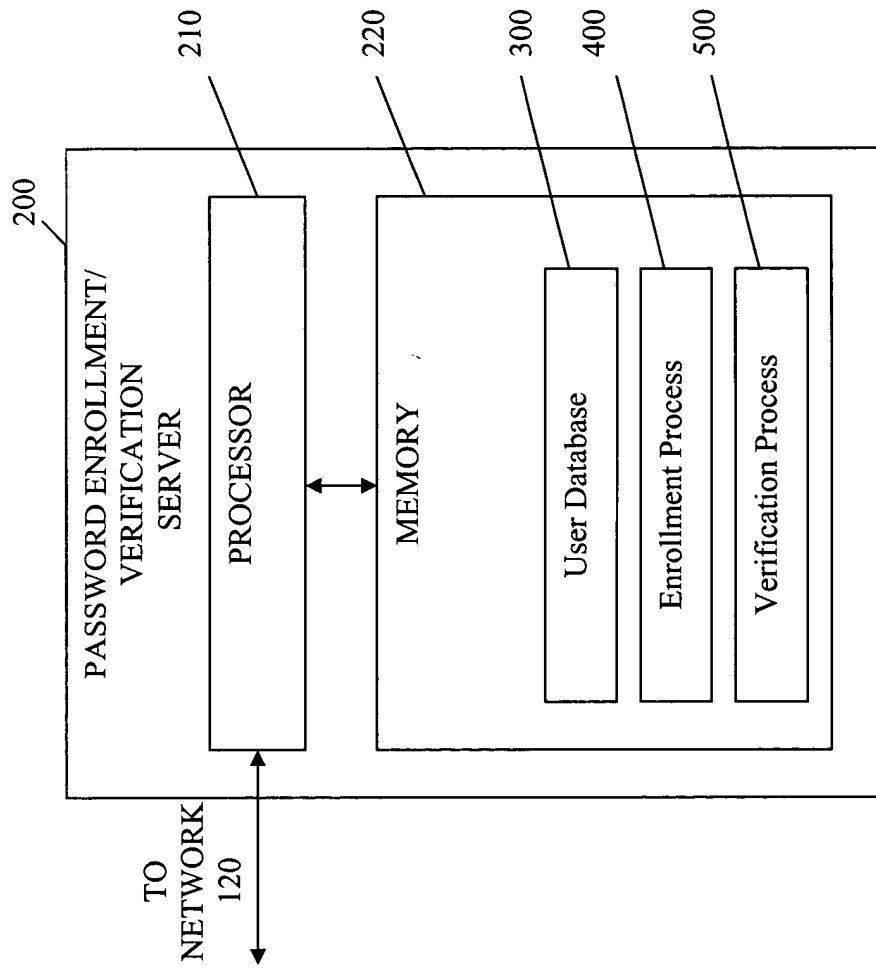 200
PASSWORD ENROLLMENT/
VERIFICATION
SERVER
TO
NETWORK
120
PROCESSOR
210
MEMORY
220
User Database
300
Enrollment Process
400
Verification Process
500